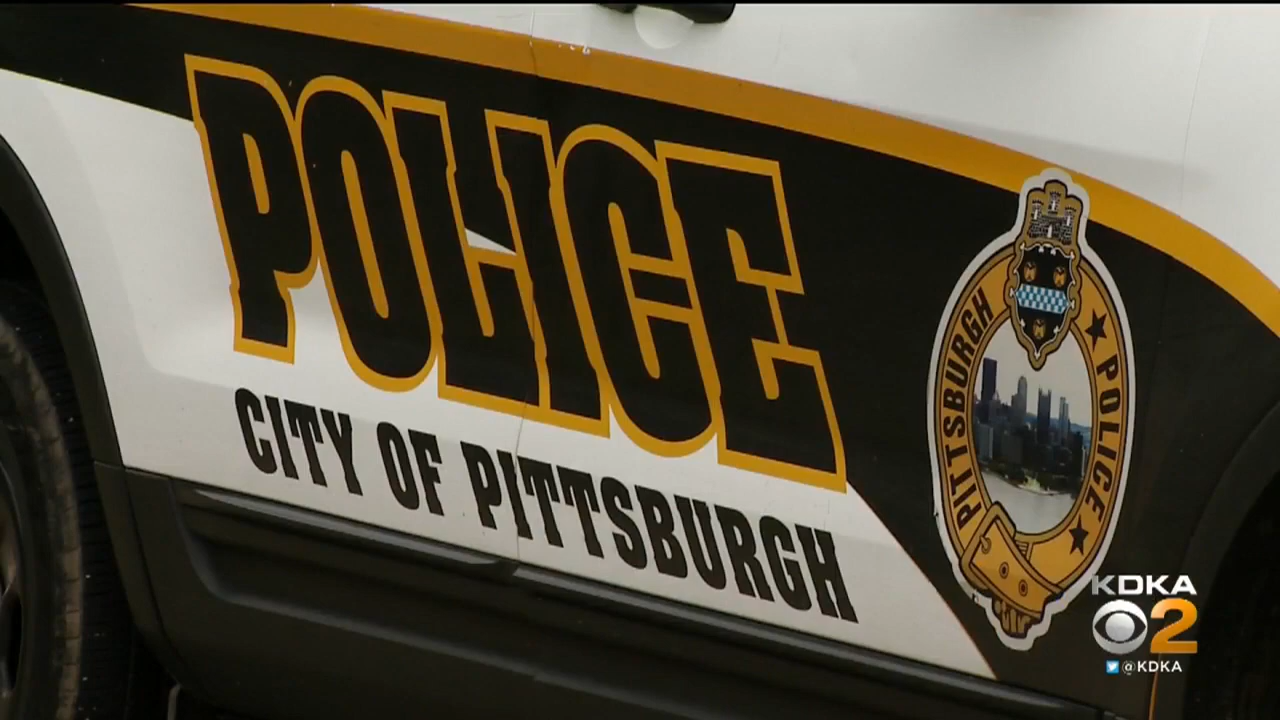 POLICE
CITY OF PITTSBURGH
PITTSBURGH POLICE
KDKA
2
@KDKA